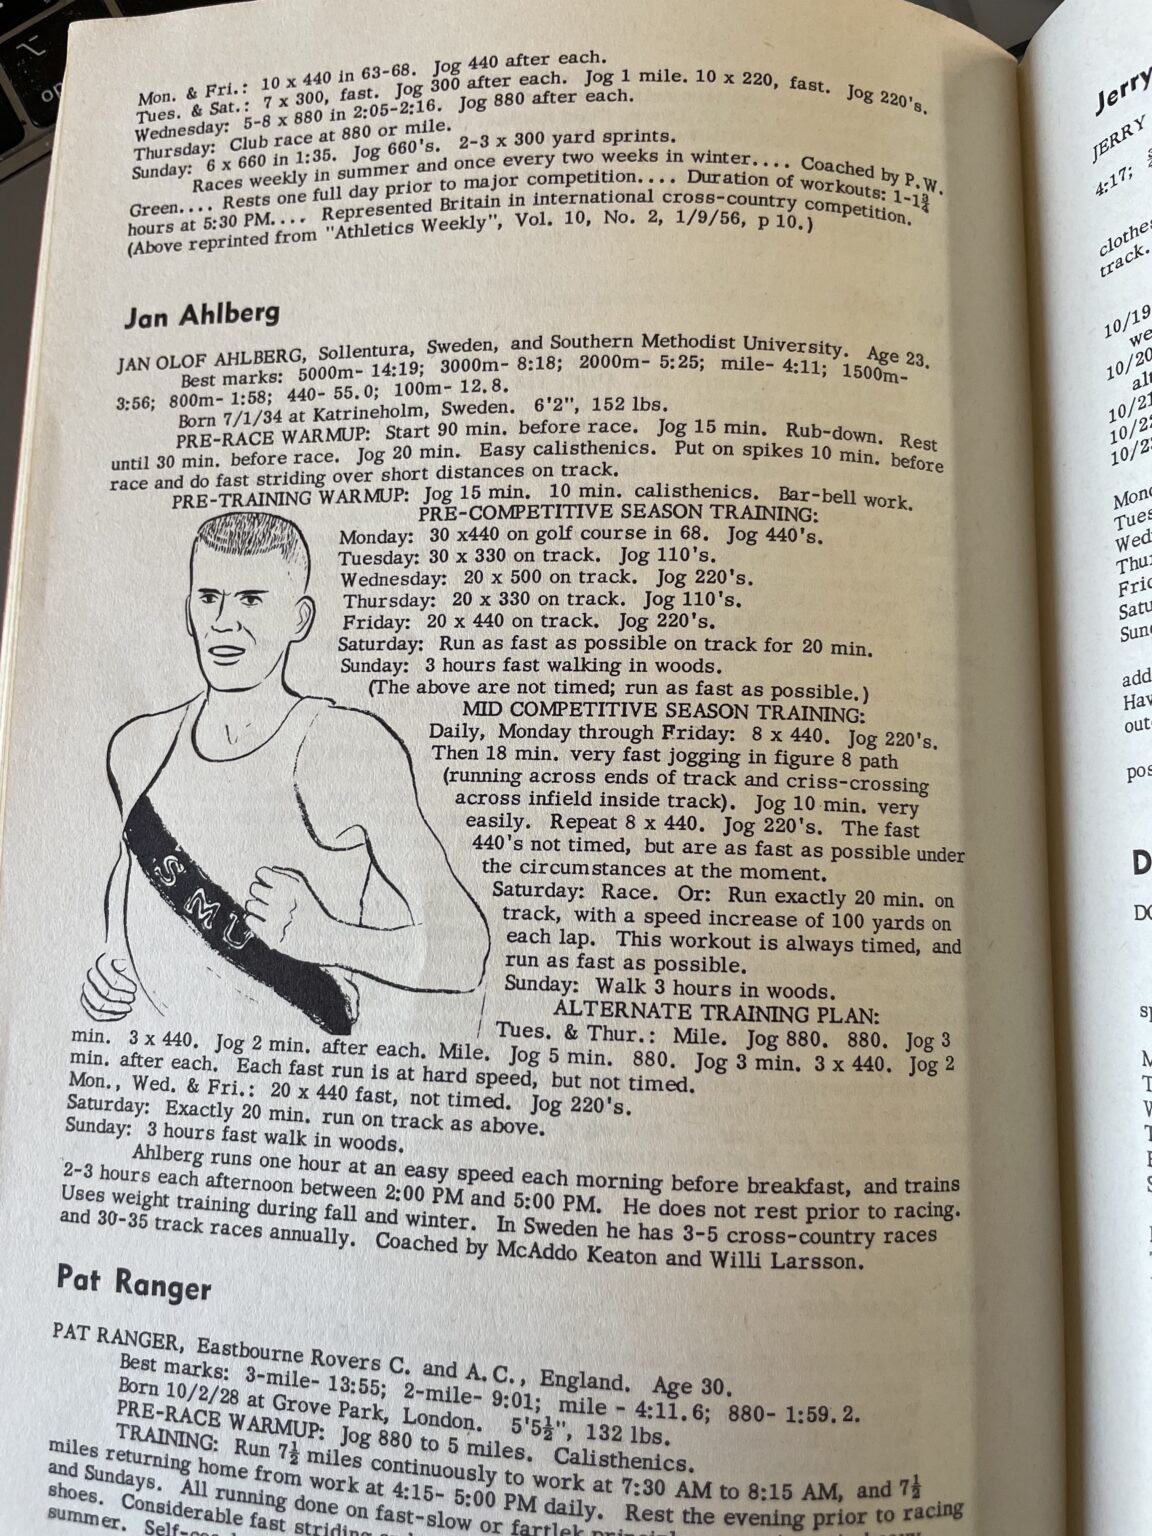 Mon. & Fri.: 10 x 440 in 63-68. Jog 440 after each.
Tues. & Sat.: 7 x 300, fast. Jog 300 after each. Jog 1 mile. 10 x 220, fast. Jog 220's.
Wednesday: 5-8 x 880 in 2:05-2:16. Jog 880 after each.
Thursday: Club race at 880 or mile.
Sunday: 6 x 660 in 1:35. Jog 660's. 2-3 x 300 yard sprints.
Races weekly in summer and once every two weeks in winter.... Coached by P.W.
Green.... Rests one full day prior to major competition.... Duration of workouts: 1-1¾
hours at 5:30 PM.... Represented Britain in international cross-country competition.
(Above reprinted from "Athletics Weekly", Vol. 10, No. 2, 1/9/56, p 10.)
Jan Ahlberg
JAN OLOF AHLBERG, Sollentura, Sweden, and Southern Methodist University. Age 23.
Best marks: 5000m- 14:19; 3000m- 8:18; 2000m- 5:25; mile- 4:11; 1500m-
3:56; 800m- 1:58; 440- 55.0; 100m- 12.8.
Born 7/1/34 at Katrineholm, Sweden. 6'2", 152 lbs.
PRE-RACE WARMUP: Start 90 min. before race. Jog 15 min. Rub-down. Rest
until 30 min. before race. Jog 20 min. Easy calisthenics. Put on spikes 10 min. before
race and do fast striding over short distances on track.
PRE-TRAINING WARMUP: Jog 15 min. 10 min. calisthenics. Bar-bell work.
PRE-COMPETITIVE SEASON TRAINING:
Monday: 30 x440 on golf course in 68. Jog 440's.
Tuesday: 30 x 330 on track. Jog 110's.
Wednesday: 20 x 500 on track. Jog 220's.
Thursday: 20 x 330 on track. Jog 110's.
Friday: 20 x 440 on track. Jog 220's.
Saturday: Run as fast as possible on track for 20 min.
Sunday: 3 hours fast walking in woods.
(The above are not timed; run as fast as possible.)
MID COMPETITIVE SEASON TRAINING:
Daily, Monday through Friday: 8 x 440. Jog 220's.
Then 18 min. very fast jogging in figure 8 path
(running across ends of track and criss-crossing
across infield inside track). Jog 10 min. very
easily. Repeat 8 x 440. Jog 220's. The fast
440's not timed, but are as fast as possible under
the circumstances at the moment.
Saturday: Race. Or: Run exactly 20 min. on
track, with a speed increase of 100 yards on
each lap. This workout is always timed, and
run as fast as possible.
Sunday: Walk 3 hours in woods.
SMU
ALTERNATE TRAINING PLAN:
Tues. & Thur.: Mile. Jog 880. 880. Jog 3
min. 3 x 440. Jog 2 min. after each. Mile. Jog 5 min. 880. Jog 3 min. 3 x 440. Jog 2
min. after each. Each fast run is at hard speed, but not timed.
Mon., Wed. & Fri.: 20 x 440 fast, not timed. Jog 220's.
Saturday: Exactly 20 min. run on track as above.
Sunday: 3 hours fast walk in woods.
Ahlberg runs one hour at an easy speed each morning before breakfast, and trains
2-3 hours each afternoon between 2:00 PM and 5:00 PM. He does not rest prior to racing.
Uses weight training during fall and winter. In Sweden he has 3-5 cross-country races
and 30-35 track races annually. Coached by McAddo Keaton and Willi Larsson.
Pat Ranger
PAT RANGER, Eastbourne Rovers C. and A.C., England. Age 30.
Best marks: 3-mile- 13:55; 2-mile- 9:01; mile - 4:11.6; 880- 1:59.2.
Born 10/2/28 at Grove Park, London. 5'5½", 132 lbs.
PRE-RACE WARMUP: Jog 880 to 5 miles. Calisthenics.
TRAINING: Run 7½ miles continuously to work at 7:30 AM to 8:15 AM, and 7½
miles returning home from work at 4:15- 5:00 PM daily. Rest the evening prior to racing
and Sundays. All running done on fast-slow or fartlek
shoes. Considerable fast striding
summer.
Jerry
JERRY
4:17;
clothes
track.
10/19
we
10/20
alt
10/21
10/22
10/23
Mond
Tues
Wed
Thu
Frid
Satu
Sun
add
Hav
out
pos
D
DO
sp